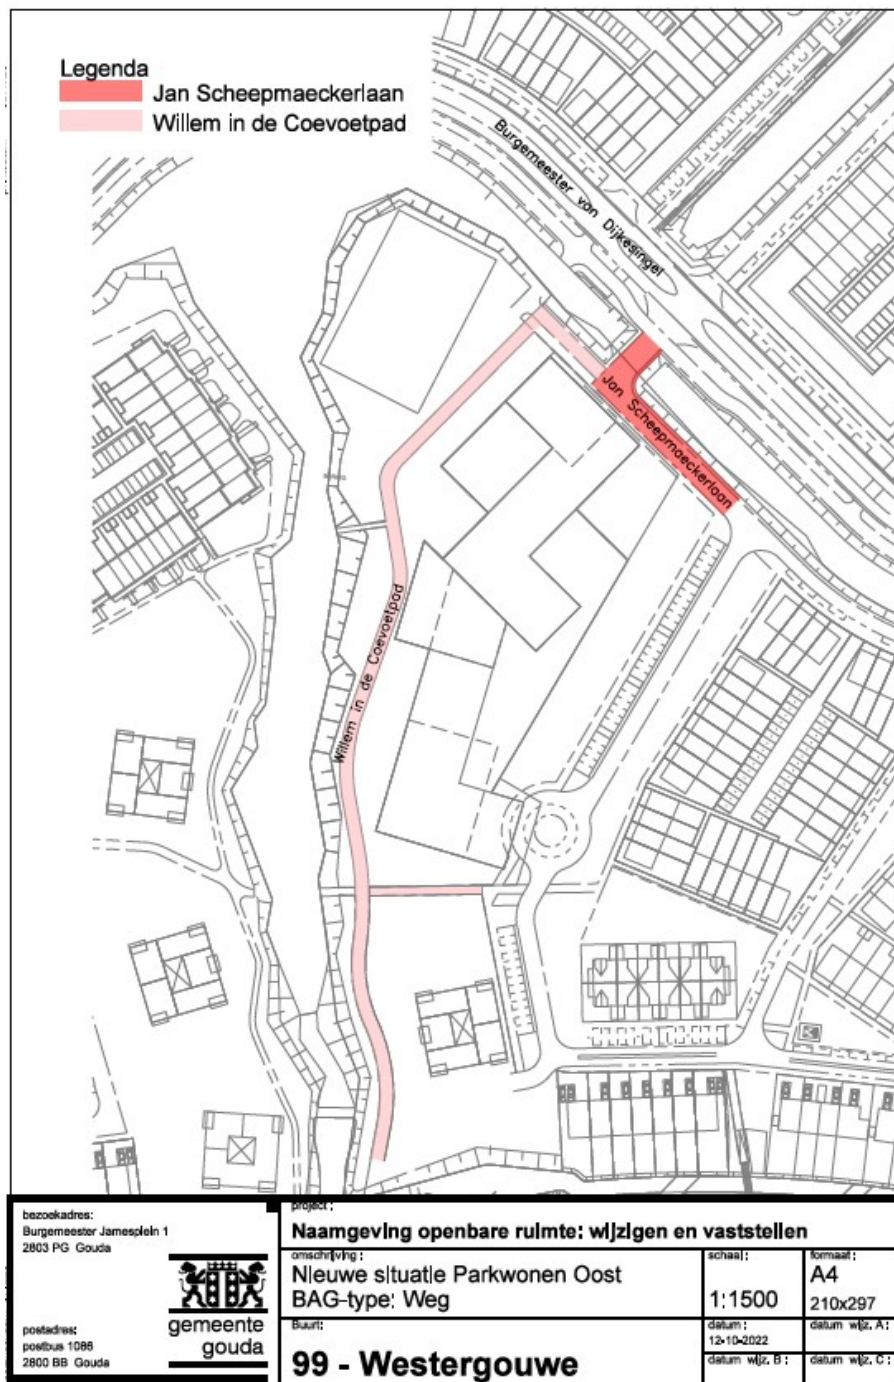 Legenda
Jan Scheepmaeckerlaan
Willem in de Coevoetpad
Burgemeester van Dijkesingel
Jan Scheepmaeckerlaan
Willem in de Coevoetpad
bezoekadres:
Burgemeester Jamesplein 1
2803 PG Gouda
postadres:
postbus 1086
2800 BB Gouda
gemeente
gouda
project:
Naamgeving openbare ruimte: wijzigen en vaststellen
omschrijving:
Nieuwe situatie Parkwonen Oost
BAG-type: Weg
schaal:
1:1500
formaat:
A4
210x297
Buurt:
99 - Westergouwe
datum:
12-10-2022
datum wijz. A:
datum wijz. B:
datum wijz. C: